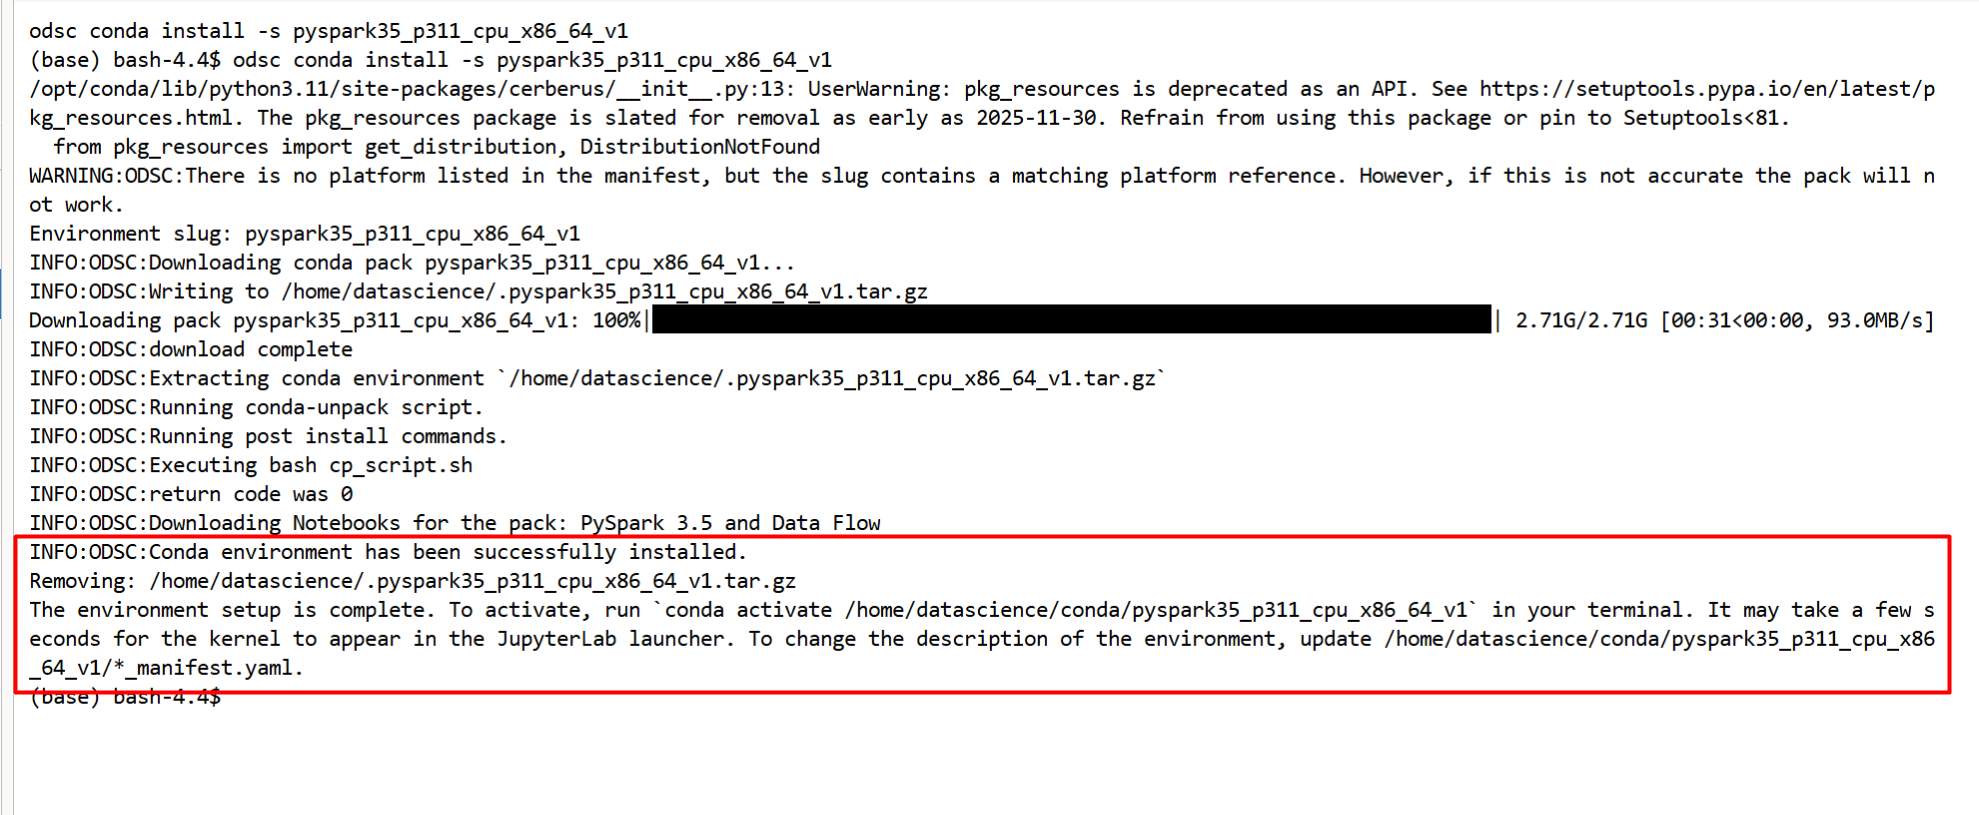 odsc conda install -s pyspark35_p311_cpu_x86_64_v1
(base) bash-4.4$ odsc conda install -s pyspark35_p311_cpu_x86_64_v1
/opt/conda/lib/python3.11/site-packages/cerberus/__init__.py:13: UserWarning: pkg_resources is deprecated as an API. See https://setuptools.pypa.io/en/latest/p
kg_resources.html. The pkg_resources package is slated for removal as early as 2025-11-30. Refrain from using this package or pin to Setuptools<81.
  from pkg_resources import get_distribution, DistributionNotFound
WARNING:ODSC:There is no platform listed in the manifest, but the slug contains a matching platform reference. However, if this is not accurate the pack will n
ot work.
Environment slug: pyspark35_p311_cpu_x86_64_v1
INFO:ODSC:Downloading conda pack pyspark35_p311_cpu_x86_64_v1...
INFO:ODSC:Writing to /home/datascience/.pyspark35_p311_cpu_x86_64_v1.tar.gz
Downloading pack pyspark35_p311_cpu_x86_64_v1: 100%| | 2.71G/2.71G [00:31<00:00, 93.0MB/s]
INFO:ODSC:download complete
INFO:ODSC:Extracting conda environment `/home/datascience/.pyspark35_p311_cpu_x86_64_v1.tar.gz`
INFO:ODSC:Running conda-unpack script.
INFO:ODSC:Running post install commands.
INFO:ODSC:Executing bash cp_script.sh
INFO:ODSC:return code was 0
INFO:ODSC:Downloading Notebooks for the pack: PySpark 3.5 and Data Flow
INFO:ODSC:Conda environment has been successfully installed.
Removing: /home/datascience/.pyspark35_p311_cpu_x86_64_v1.tar.gz
The environment setup is complete. To activate, run `conda activate /home/datascience/conda/pyspark35_p311_cpu_x86_64_v1` in your terminal. It may take a few s
econds for the kernel to appear in the JupyterLab launcher. To change the description of the environment, update /home/datascience/conda/pyspark35_p311_cpu_x86
_64_v1/*_manifest.yaml.
(base) bash-4.4$